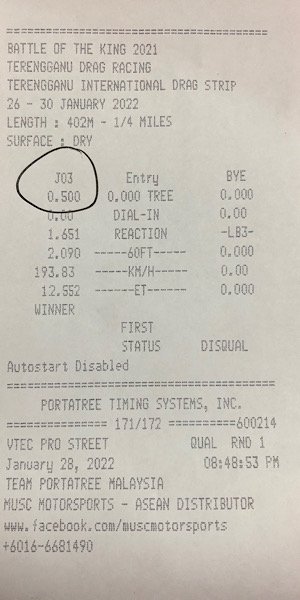 ==========================================
BATTLE OF THE KING 2021
TERENGGANU DRAG RACING
TERENGGANU INTERNATIONAL DRAG STRIP
26 - 30 JANUARY 2022
LENGTH : 402M - 1/4 MILES
SURFACE : DRY
J03 Entry BYE
0.500 0.000 TREE 0.000
0.00 DIAL-IN 0.00
1.651 REACTION -LB3-
2.090 -----60FT----- 0.000
193.83 -----KM/H----- 0.00
12.552 ------ET------ 0.000
WINNER
FIRST
STATUS DISQUAL
Autostart Disabled
==========================================
PORTATREE TIMING SYSTEMS, INC.
=============== 171/172 ==========600214
VTEC PRO STREET QUAL RND 1
January 28, 2022 08:48:53 PM
TEAM PORTATREE MALAYSIA
MUSC MOTORSPORTS - ASEAN DISTRIBUTOR
www.facebook.com/muscmotorsports
+6016-6681490